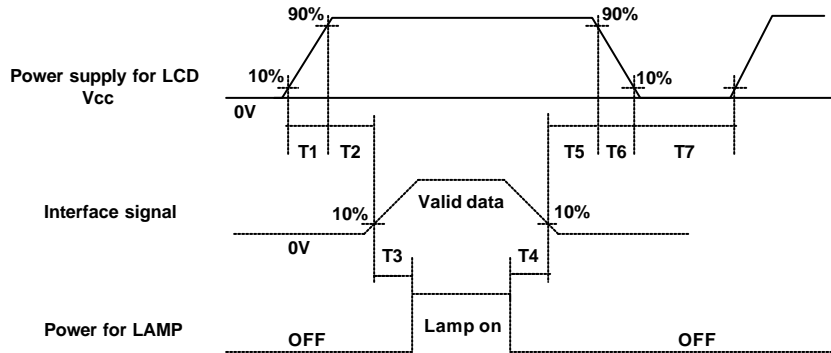 90%
90%
Power supply for LCD
Vcc
10%
10%
0V
T1
T2
T5
T6
T7
Interface signal
Valid data
10%
10%
0V
T3
T4
Power for LAMP
OFF
Lamp on
OFF